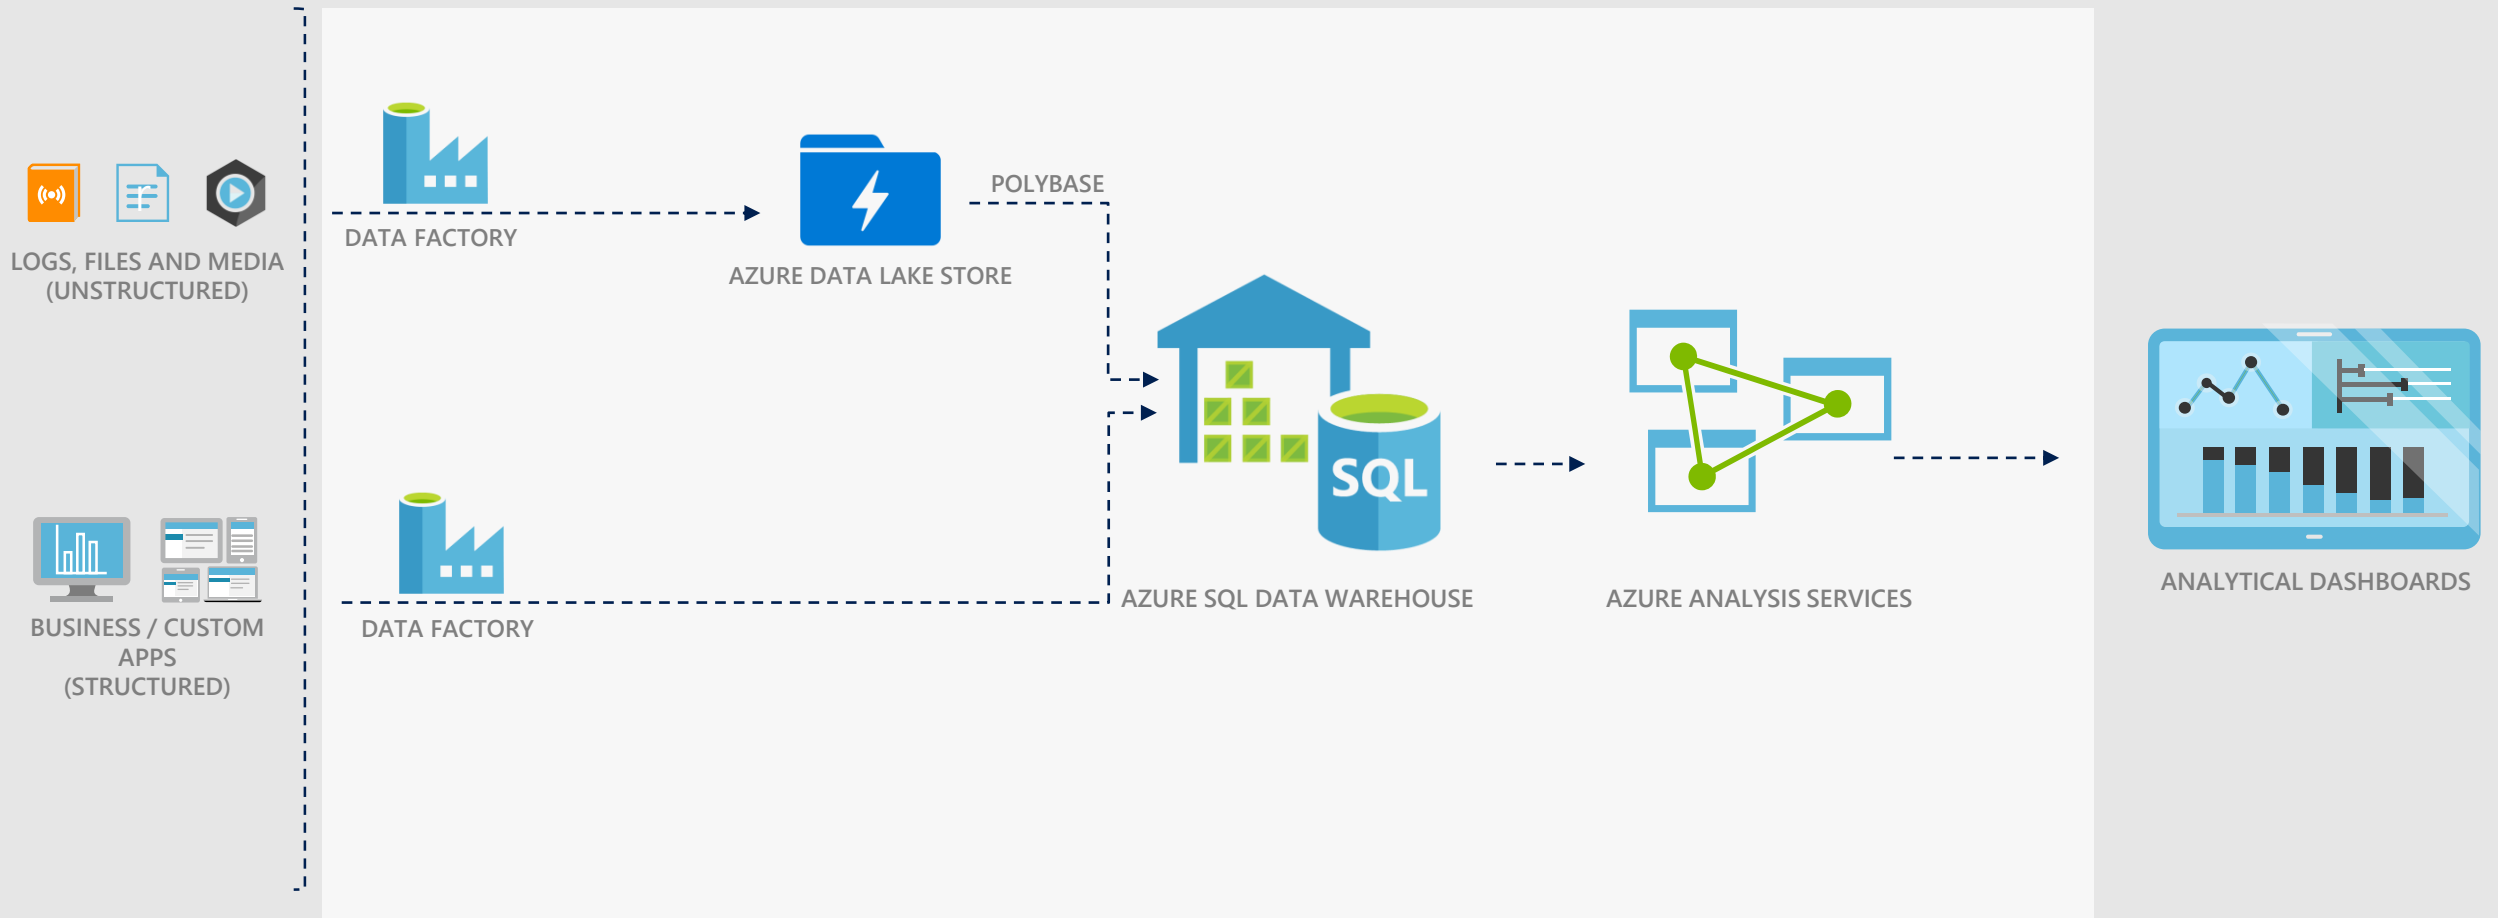 LOGS, FILES AND MEDIA
(UNSTRUCTURED)
BUSINESS / CUSTOM
APPS
(STRUCTURED)
DATA FACTORY
AZURE DATA LAKE STORE
POLYBASE
DATA FACTORY
SQL
AZURE SQL DATA WAREHOUSE
AZURE ANALYSIS SERVICES
ANALYTICAL DASHBOARDS